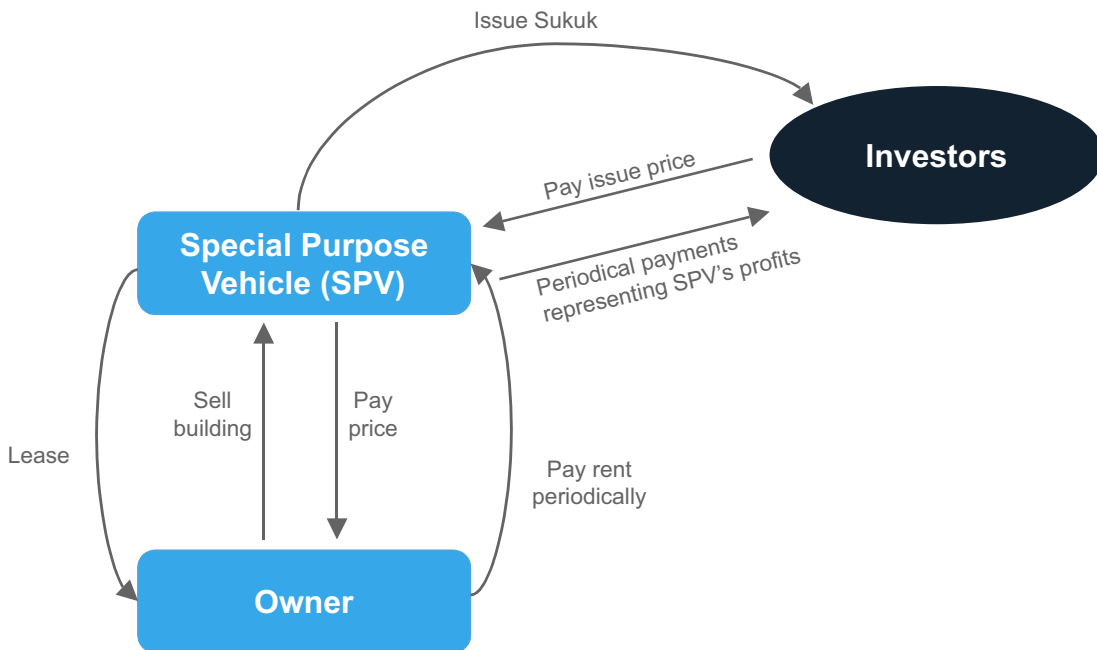 Issue Sukuk
Investors
Pay issue price
Special Purpose
Vehicle (SPV)
Periodical payments
representing SPV’s profits
Sell
building
Pay
price
Lease
Pay rent
periodically
Owner